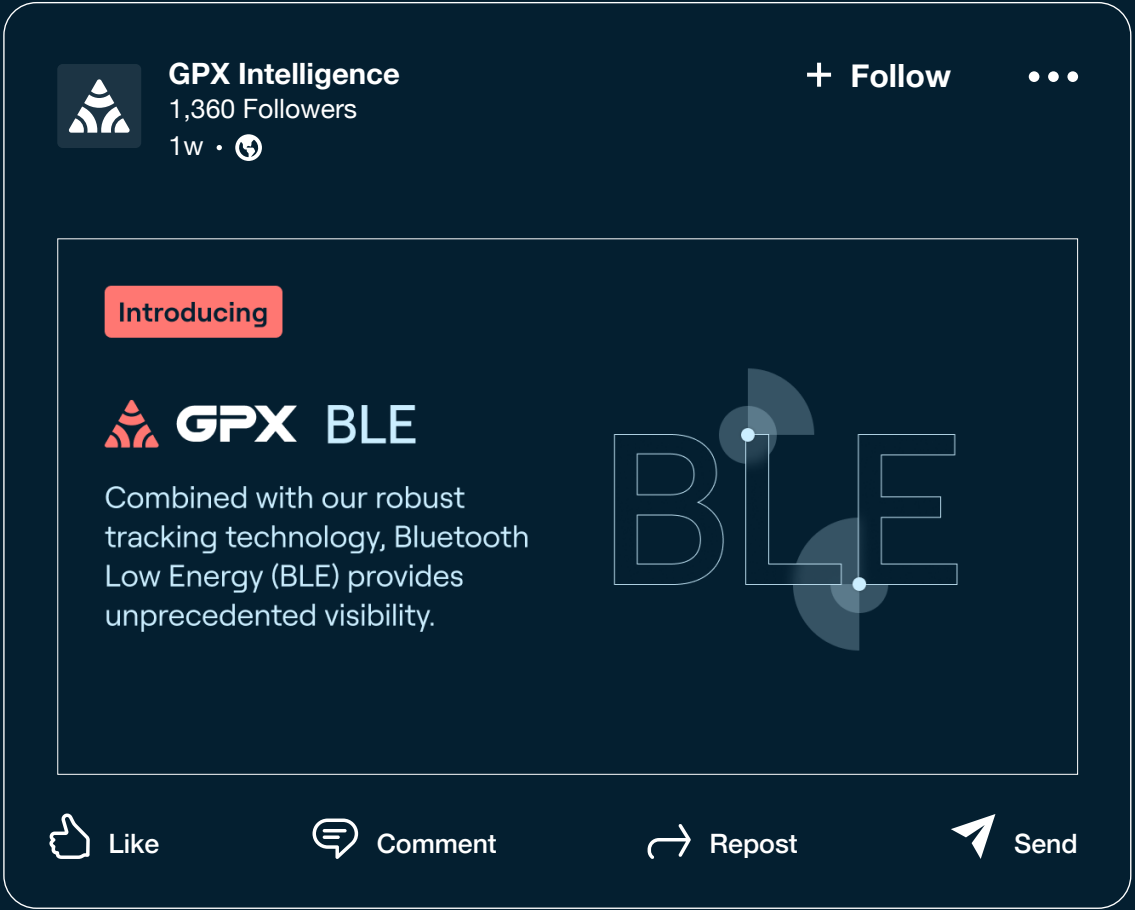 GPX Intelligence
1,360 Followers
1w •
+ Follow
Introducing
GPX BLE
Combined with our robust
tracking technology, Bluetooth
Low Energy (BLE) provides
unprecedented visibility.
BLE
Like
Comment
Repost
Send